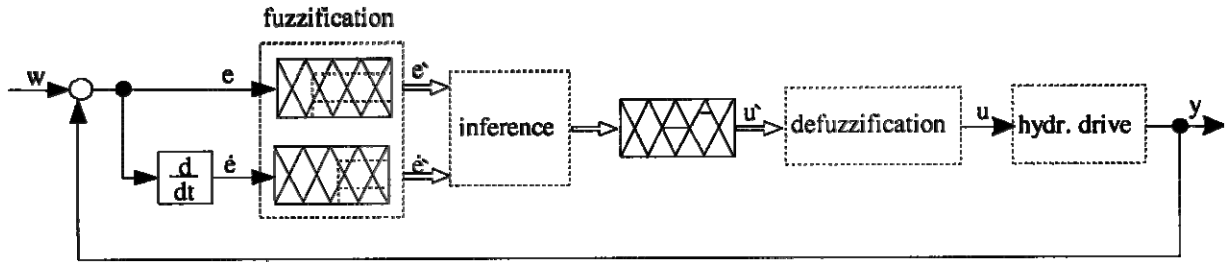 fuzzification
w
e
e`
inference
u`
defuzzification
u
hydr. drive
y
d
dt
ė
ė`